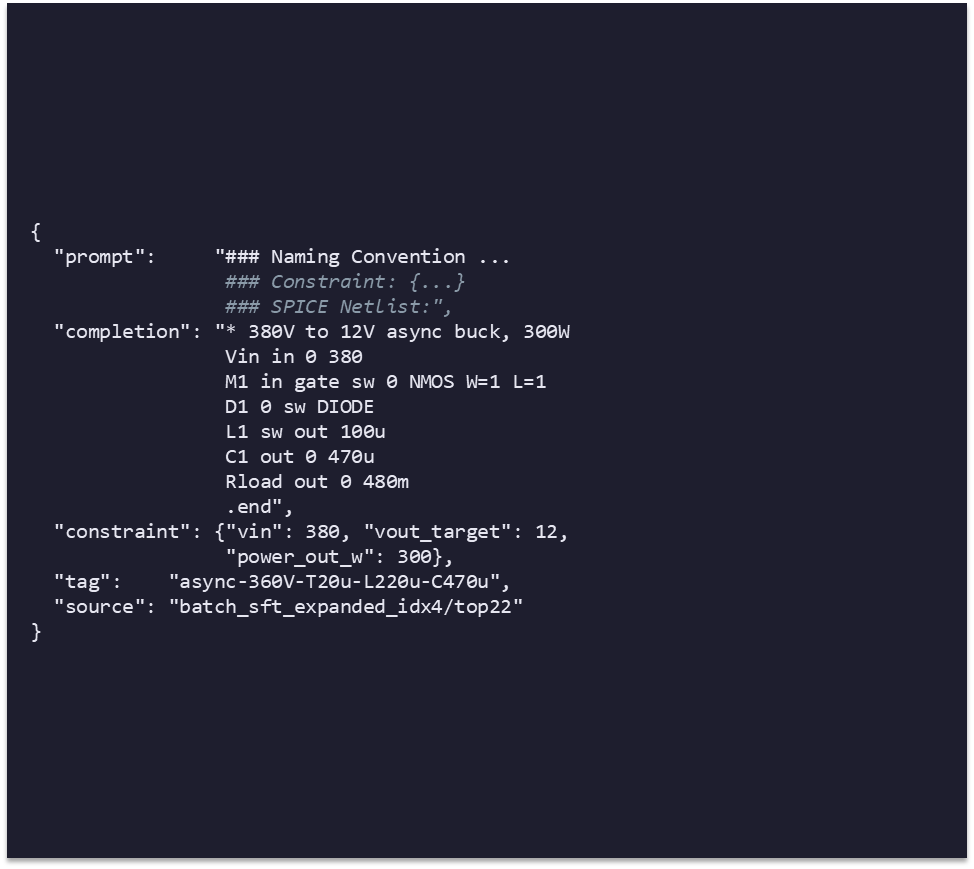 {
"prompt": "### Naming Convention ...
### Constraint: {...}
### SPICE Netlist:",
"completion": "* 380V to 12V async buck, 300W
Vin in 0 380
M1 in gate sw 0 NMOS W=1 L=1
D1 0 sw DIODE
L1 sw out 100u
C1 out 0 470u
Rload out 0 480m
.end",
"constraint": {"vin": 380, "vout_target": 12,
"power_out_w": 300},
"tag": "async-360V-T20u-L220u-C470u",
"source": "batch_sft_expanded_idx4/top22"
}